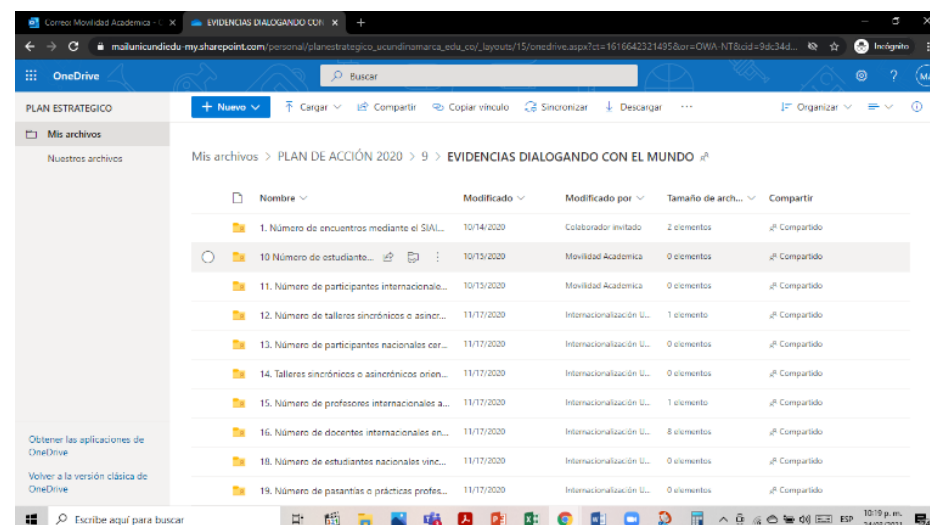 Correo: Movilidad Academica - O
EVIDENCIAS DIALOGANDO CON
mailunicundiedu-my.sharepoint.com/personal/planestrategico_ucundinamarca_edu_co/_layouts/15/onedrive.aspx?ct=1616642321495&or=OWA-NT&cid=9dc34d...
Incógnito
OneDrive
Buscar
PLAN ESTRATEGICO
Nuevo
Cargar
Compartir
Copiar vínculo
Sincronizar
Descargar
Organizar
Mis archivos
Nuestros archivos
Mis archivos > PLAN DE ACCIÓN 2020 > 9 > EVIDENCIAS DIALOGANDO CON EL MUNDO
Nombre Modificado Modificado por Tamaño de arch... Compartir
1. Número de encuentros mediante el SIAI... 10/14/2020 Colaborador invitado 2 elementos Compartido
10 Número de estudiante... 10/15/2020 Movilidad Academica 0 elementos Compartido
11. Número de participantes internacionale... 10/15/2020 Movilidad Academica 0 elementos Compartido
12. Número de talleres sincrónicos o asincr... 11/17/2020 Internacionalización U... 1 elemento Compartido
13. Número de participantes nacionales cer... 11/17/2020 Internacionalización U... 0 elementos Compartido
14. Talleres sincrónicos o asincrónicos orien... 11/17/2020 Internacionalización U... 0 elementos Compartido
15. Número de profesores internacionales a... 11/17/2020 Internacionalización U... 1 elemento Compartido
16. Número de docentes internacionales en... 11/17/2020 Internacionalización U... 8 elementos Compartido
18. Número de estudiantes nacionales vinc... 11/17/2020 Internacionalización U... 0 elementos Compartido
19. Número de pasantías o prácticas profes... 11/17/2020 Internacionalización U... 0 elementos Compartido
Obtener las aplicaciones de
OneDrive
Volver a la versión clásica de
OneDrive
Escribe aquí para buscar
ESP
10:19 p. m.